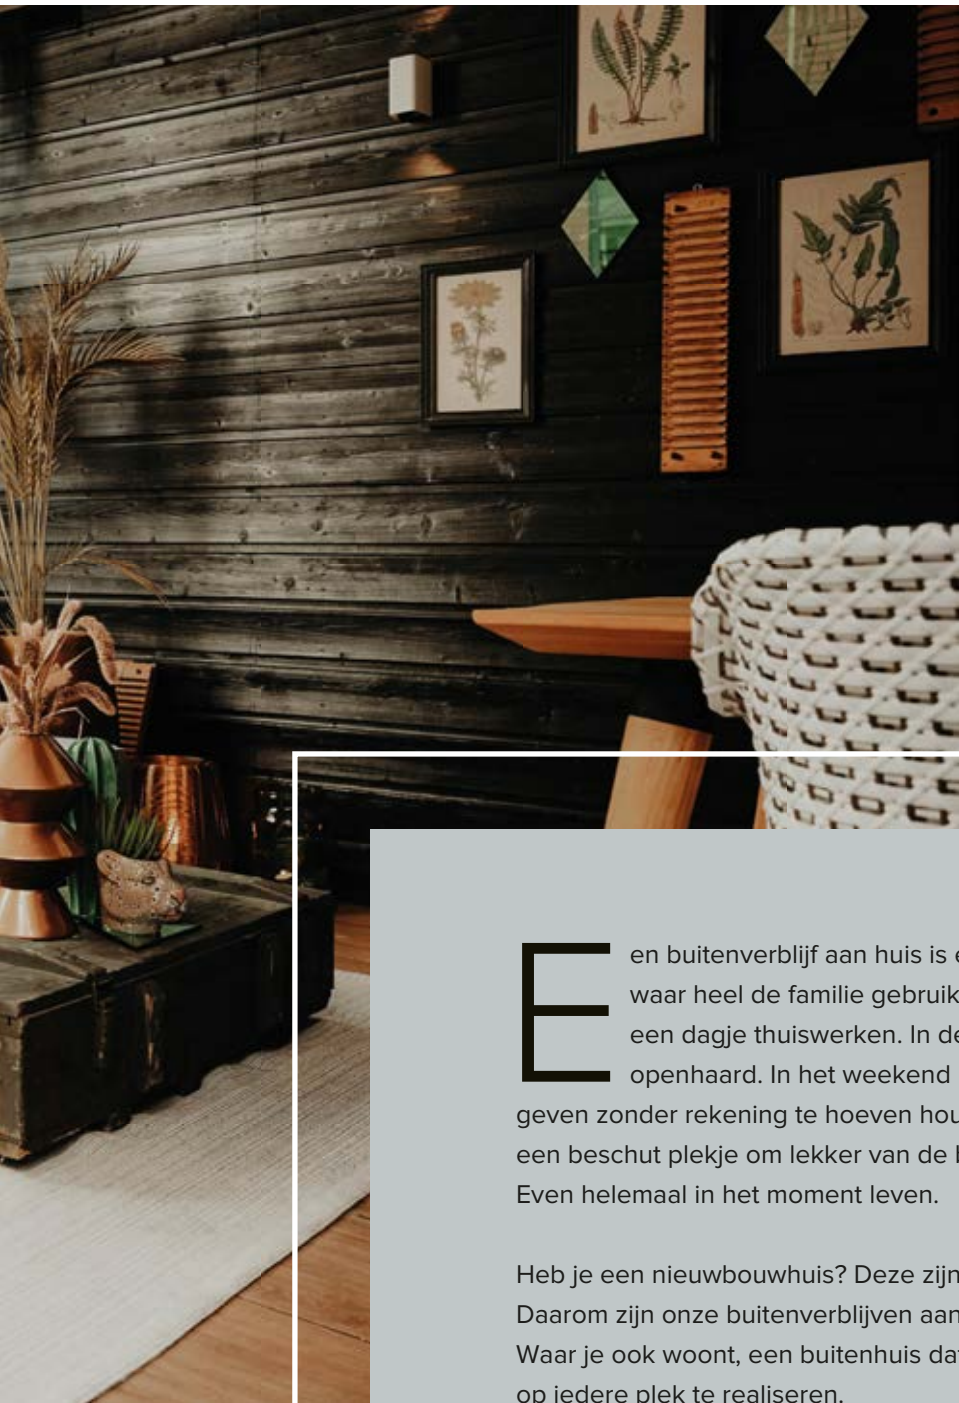 Een buitenverblijf aan huis is
waar heel de familie gebruik
een dagje thuiswerken. In
openhaard. In het weekend
geven zonder rekening te hoeven
een beschut plekje om lekker van de
Even helemaal in het moment leven.
Heb je een nieuwbouwhuis? Deze zijn
Daarom zijn onze buitenverblijven aan
Waar je ook woont, een buitenhuis
op iedere plek te realiseren.